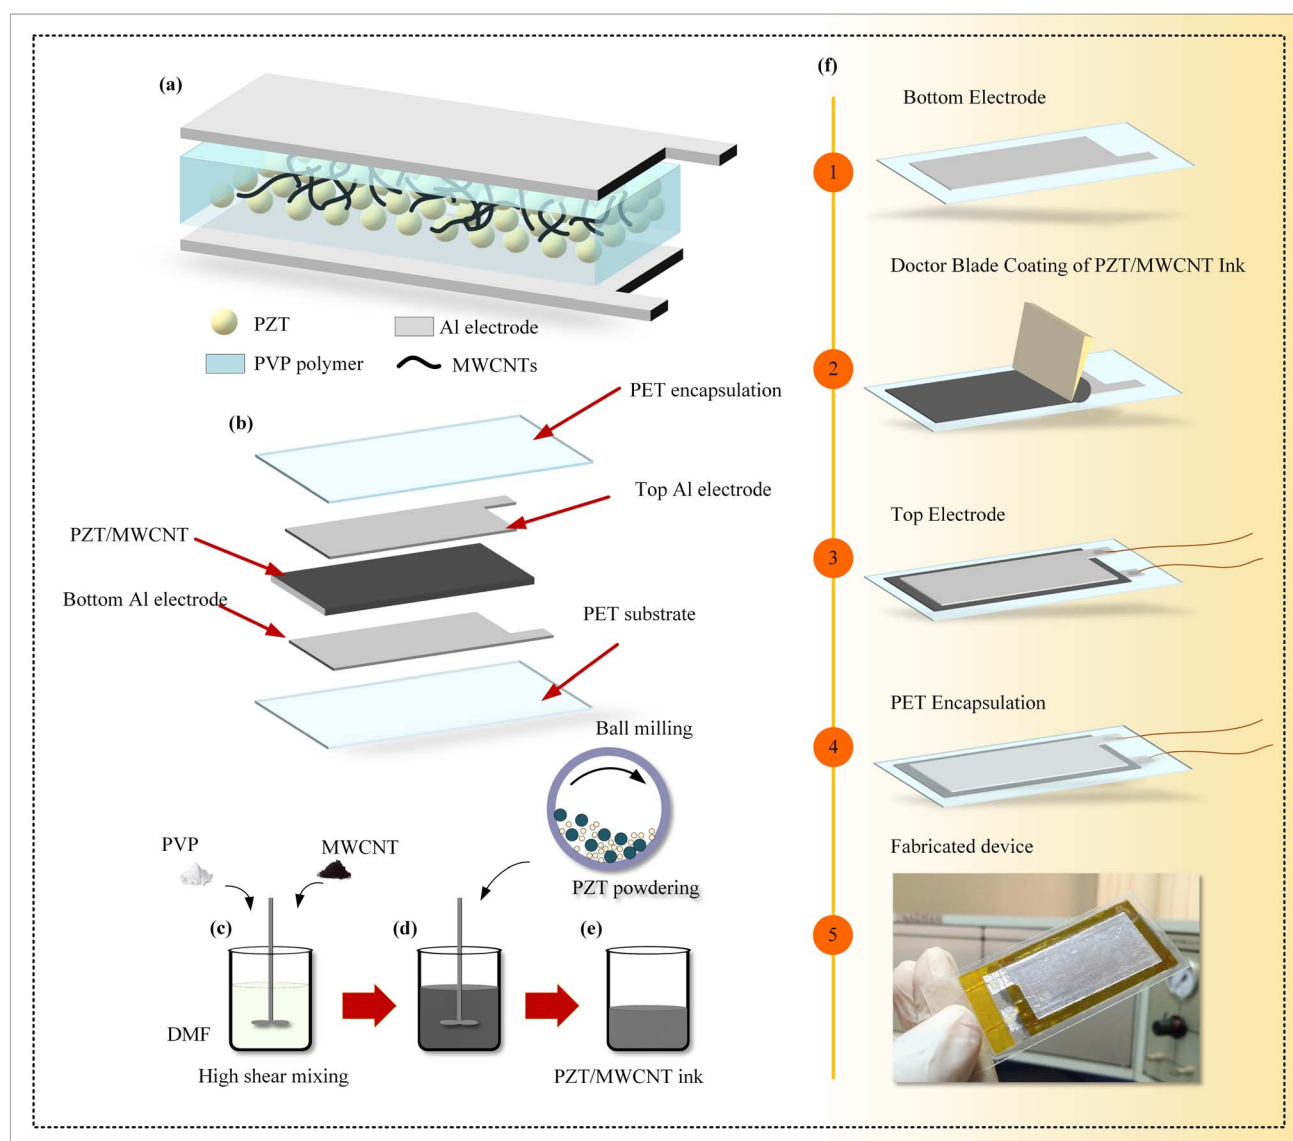 (a)
PZT
Al electrode
PVP polymer
MWCNTs
(b)
PET encapsulation
Top Al electrode
PZT/MWCNT
Bottom Al electrode
PET substrate
Ball milling
PZT powdering
PVP
MWCNT
(c)
(d)
(e)
DMF
High shear mixing
PZT/MWCNT ink
(f)
Bottom Electrode
1
Doctor Blade Coating of PZT/MWCNT Ink
2
Top Electrode
3
PET Encapsulation
4
Fabricated device
5